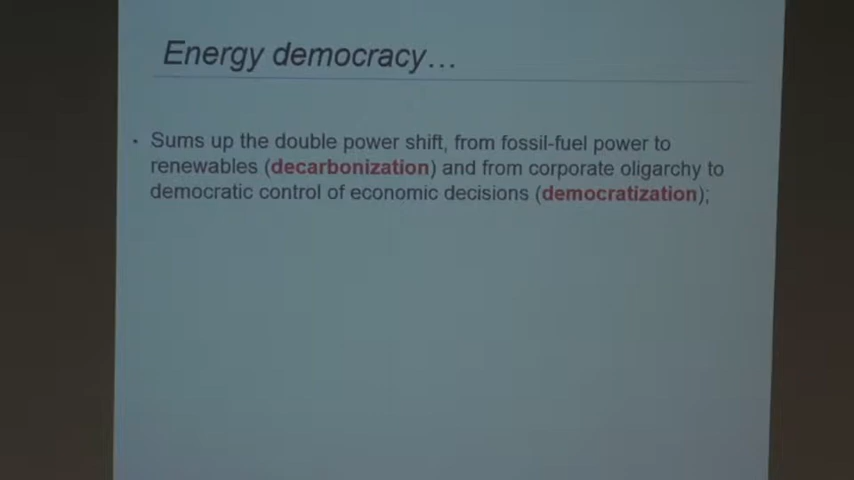 Energy democracy…
• Sums up the double power shift, from fossil-fuel power to
renewables (decarbonization) and from corporate oligarchy to
democratic control of economic decisions (democratization);